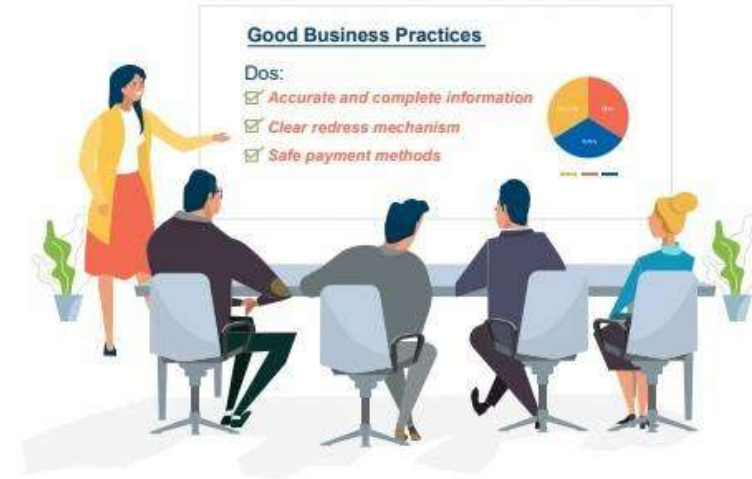 Good Business Practices
Dos:
Accurate and complete information
Clear redress mechanism
Safe payment methods